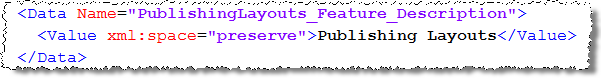 <Data Name="PublishingLayouts_Feature_Description">
<Value xml:space="preserve">Publishing Layouts</Value>
</Data>